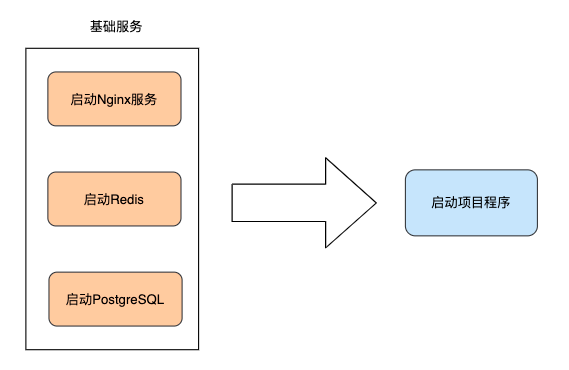 基础服务
启动Nginx服务
启动Redis
启动PostgreSQL
启动项目程序